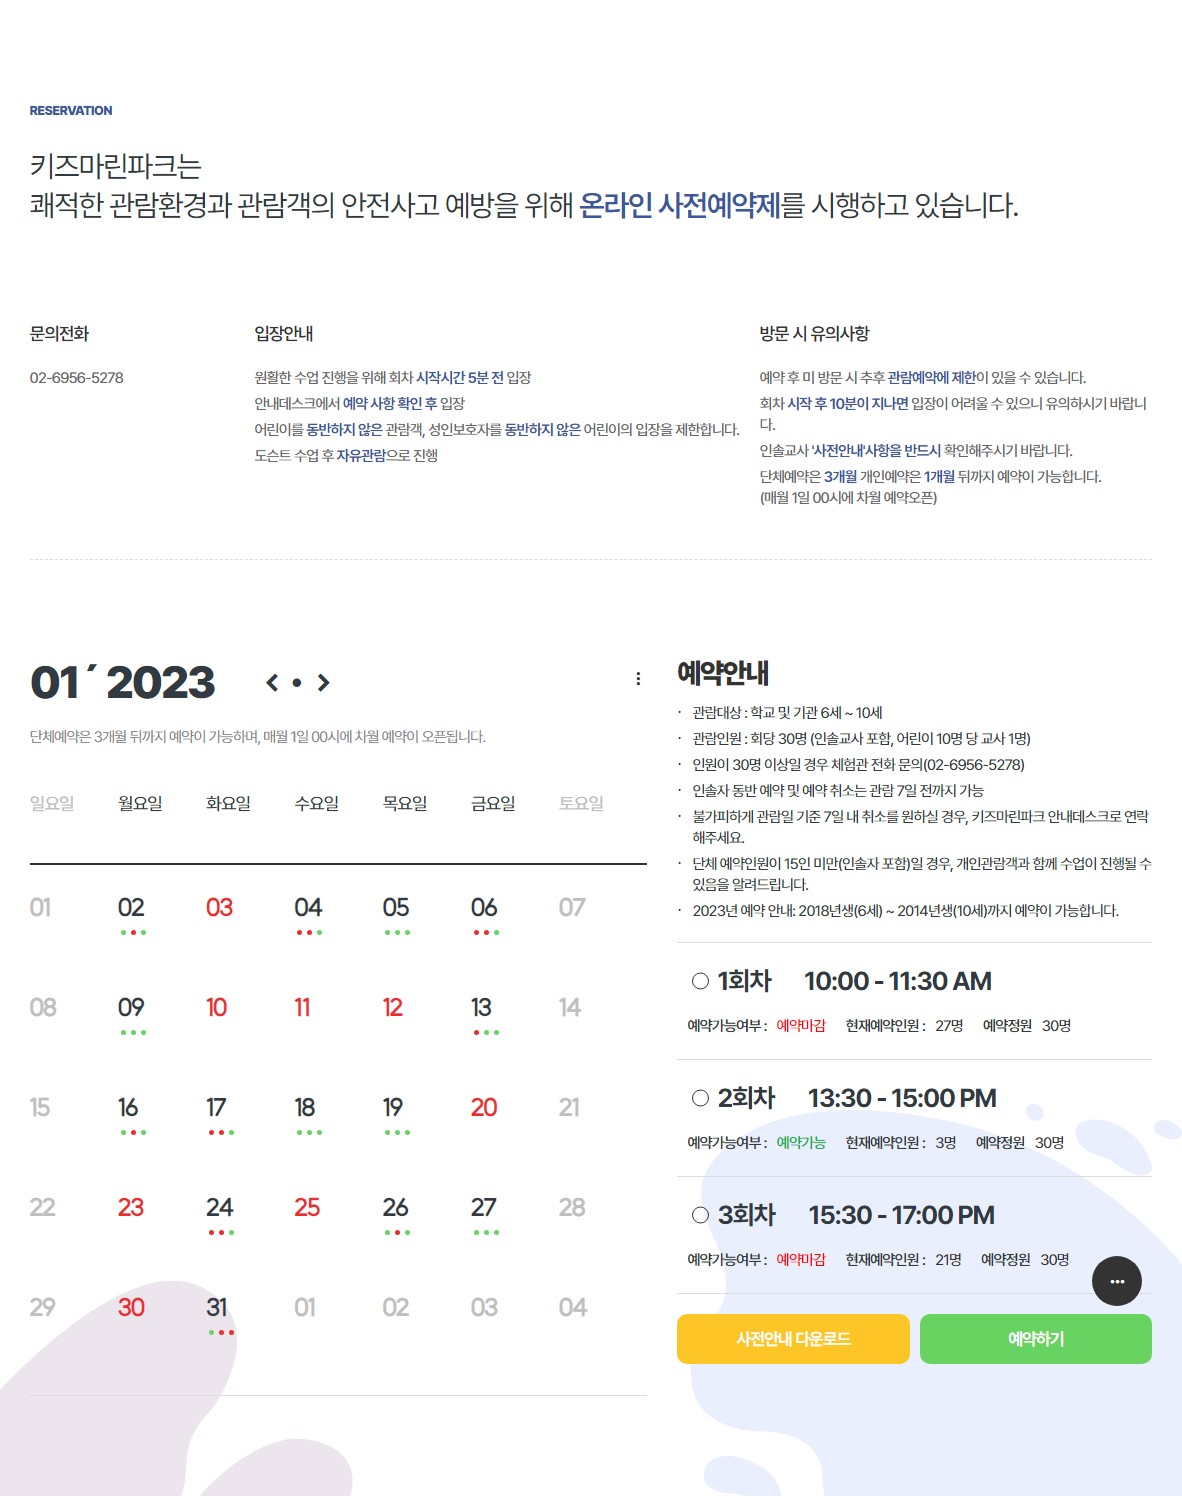 RESERVATION
키즈마린파크는
쾌적한 관람환경과 관람객의 안전사고 예방을 위해 온라인 사전예약제를 시행하고 있습니다.
문의전화
02-6956-5278
입장안내
원활한 수업 진행을 위해 회차 시작시간 5분 전 입장
안내데스크에서 예약 사항 확인 후 입장
어린이를 동반하지 않은 관람객, 성인보호자를 동반하지 않은 어린이의 입장을 제한합니다.
도슨트 수업 후 자유관람으로 진행
방문 시 유의사항
예약 후 미 방문 시 추후 관람예약에 제한이 있을 수 있습니다.
회차 시작 후 10분이 지나면 입장이 어려울 수 있으니 유의하시기 바랍니
다.
인솔교사 '사전안내'사항을 반드시 확인해주시기 바랍니다.
단체예약은 3개월 개인예약은 1개월 뒤까지 예약이 가능합니다.
(매월 1일 00시에 차월 예약오픈)
01´2023
단체예약은 3개월 뒤까지 예약이 가능하며, 매월 1일 00시에 차월 예약이 오픈됩니다.
일요일 월요일 화요일 수요일 목요일 금요일 토요일
01 02 03 04 05 06 07
08 09 10 11 12 13 14
15 16 17 18 19 20 21
22 23 24 25 26 27 28
29 30 31 01 02 03 04
예약안내
· 관람대상 : 학교 및 기관 6세 ~ 10세
· 관람인원 : 회당 30명 (인솔교사 포함, 어린이 10명 당 교사 1명)
· 인원이 30명 이상일 경우 체험관 전화 문의(02-6956-5278)
· 인솔자 동반 예약 및 예약 취소는 관람 7일 전까지 가능
· 불가피하게 관람일 기준 7일 내 취소를 원하실 경우, 키즈마린파크 안내데스크로 연락
해주세요.
· 단체 예약인원이 15인 미만(인솔자 포함)일 경우, 개인관람객과 함께 수업이 진행될 수
있음을 알려드립니다.
· 2023년 예약 안내: 2018년생(6세) ~ 2014년생(10세)까지 예약이 가능합니다.
1회차 10:00 - 11:30 AM
예약가능여부 : 예약마감 현재예약인원 : 27명 예약정원 30명
2회차 13:30 - 15:00 PM
예약가능여부 : 예약가능 현재예약인원 : 3명 예약정원 30명
3회차 15:30 - 17:00 PM
예약가능여부 : 예약마감 현재예약인원 : 21명 예약정원 30명
사전안내 다운로드
예약하기